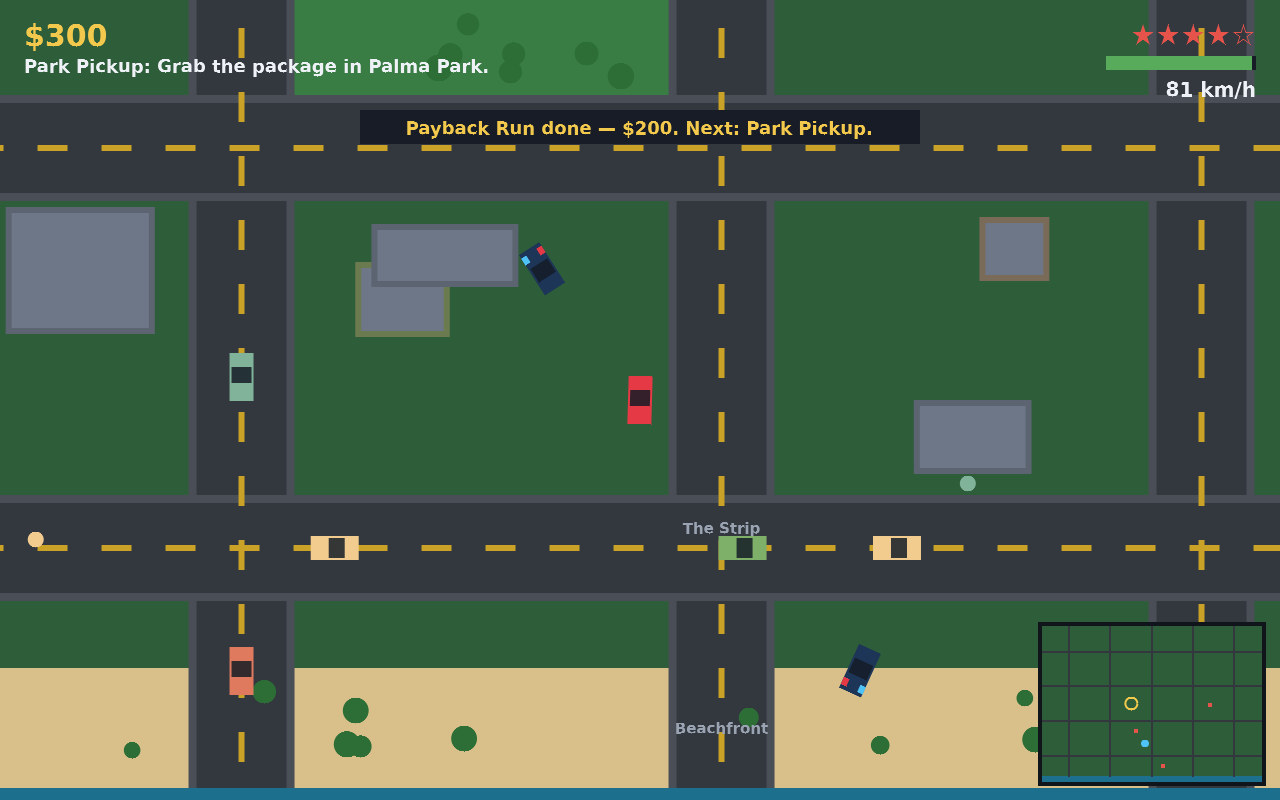 $300
Park Pickup: Grab the package in Palma Park.
★★★★☆
81 km/h
Payback Run done — $200. Next: Park Pickup.
The Strip
Beachfront